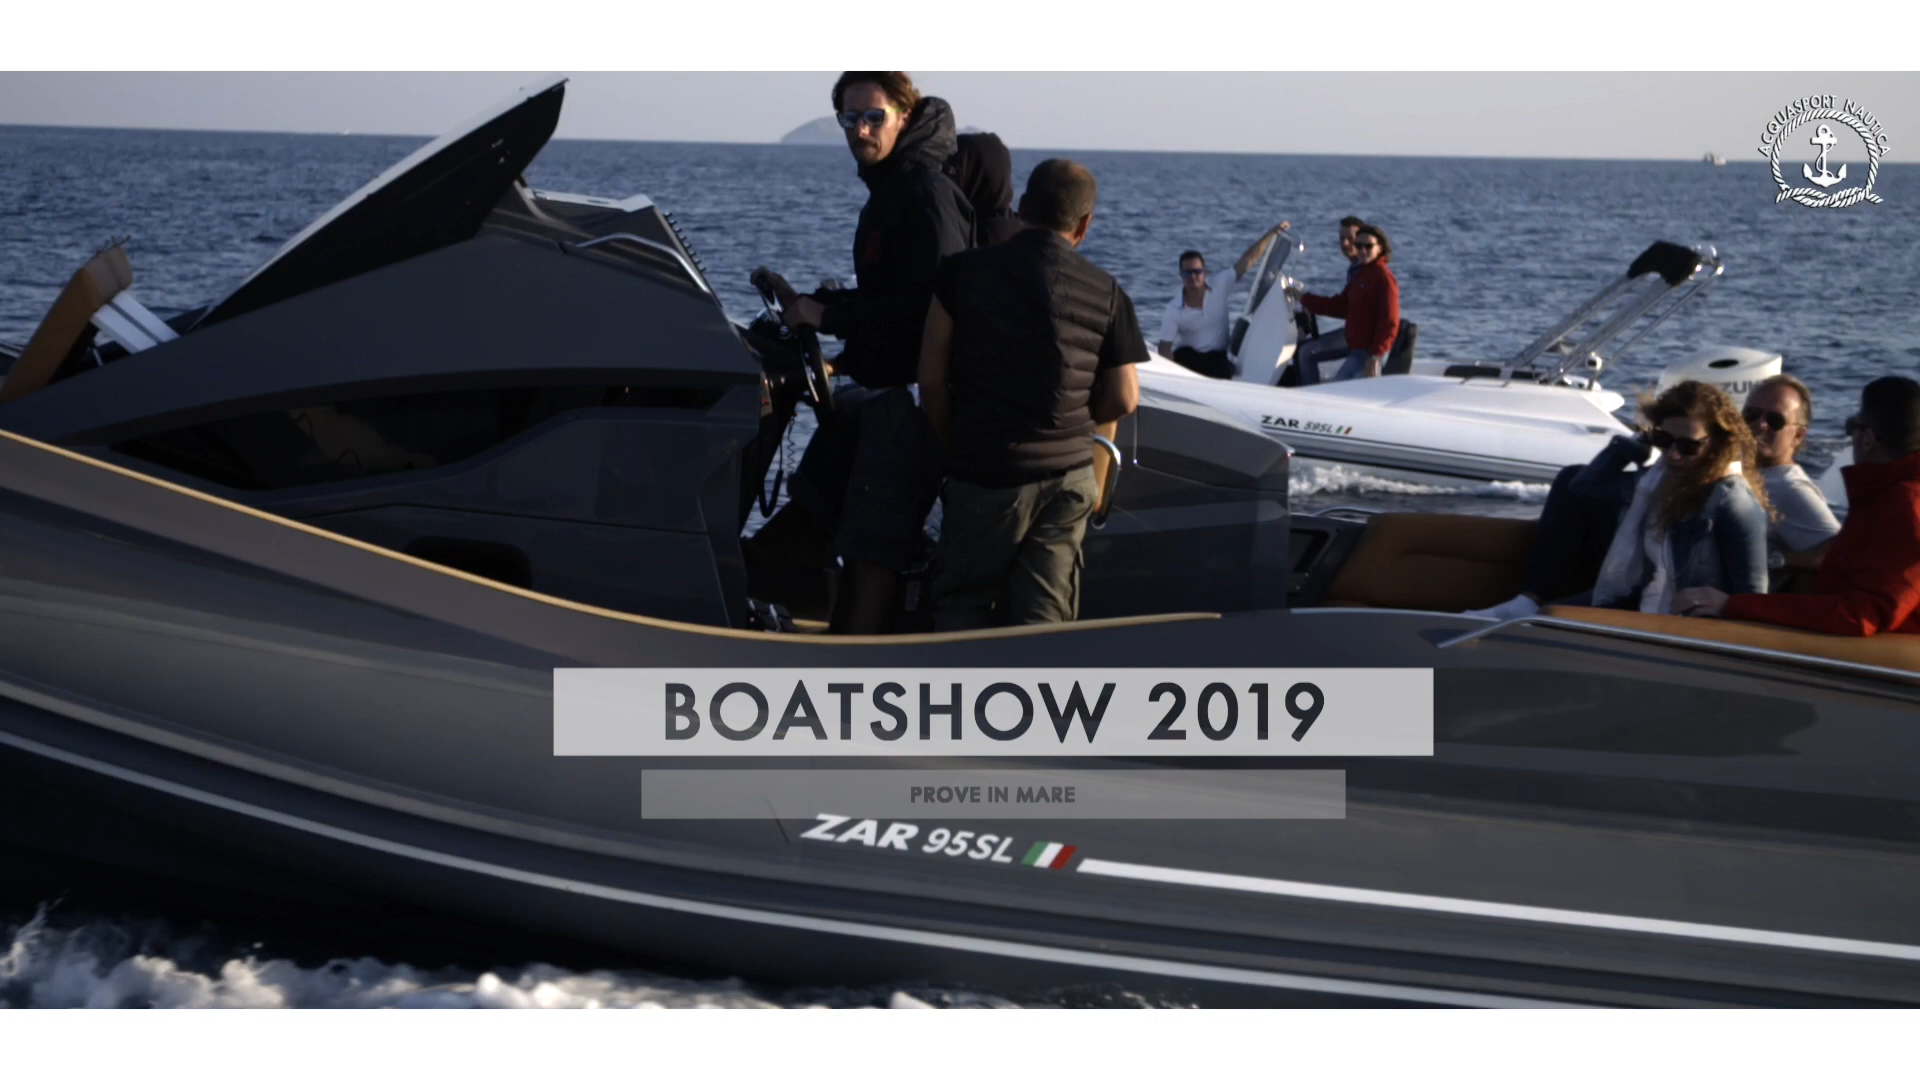 ACQUASPORT NAUTICA
ZAR 59SL
BOATSHOW 2019
PROVE IN MARE
ZAR 95SL